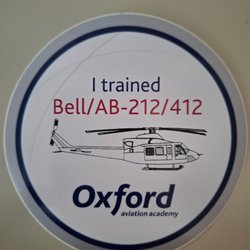 I trained
Bell/AB-212/412
Oxford
aviation academy